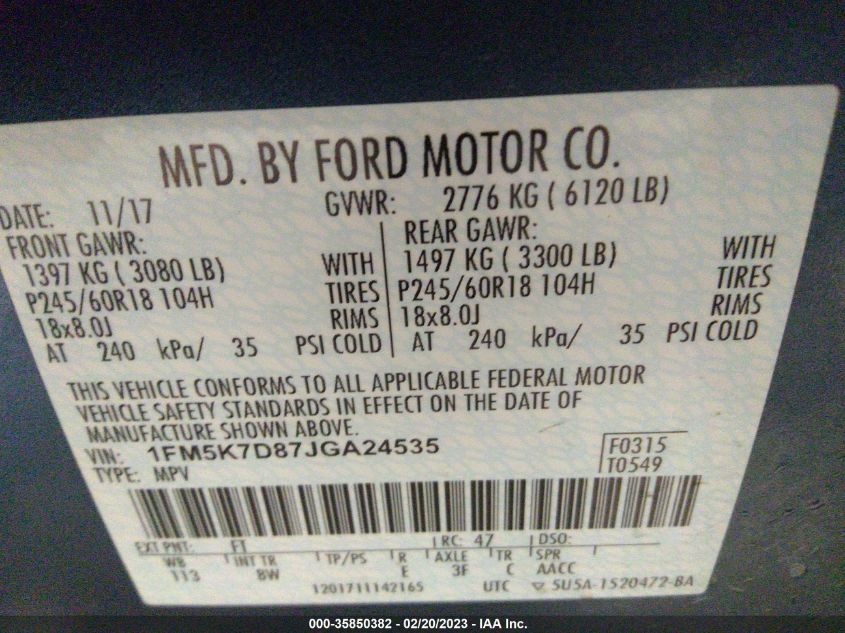 MFD. BY FORD MOTOR CO.
DATE: 11/17 GVWR: 2776 KG ( 6120 LB)
FRONT GAWR: REAR GAWR:
1397 KG ( 3080 LB) WITH 1497 KG ( 3300 LB) WITH
P245/60R18 104H TIRES P245/60R18 104H TIRES
18x8.0J RIMS 18x8.0J RIMS
AT 240 kPa/ 35 PSI COLD AT 240 kPa/ 35 PSI COLD
THIS VEHICLE CONFORMS TO ALL APPLICABLE FEDERAL MOTOR
VEHICLE SAFETY STANDARDS IN EFFECT ON THE DATE OF
MANUFACTURE SHOWN ABOVE.
VIN: 1FM5K7D87JGA24535 F0315
TYPE: MPV T0549
EXT PNT: FT RC: 47 DSO:
WB INT TR TP/PS R AXLE TR SPR
113 8W E 3F C AACC
1201711142165 UTC 5U5A-1520472-BA
000-35850382 - 02/20/2023 - IAA Inc.